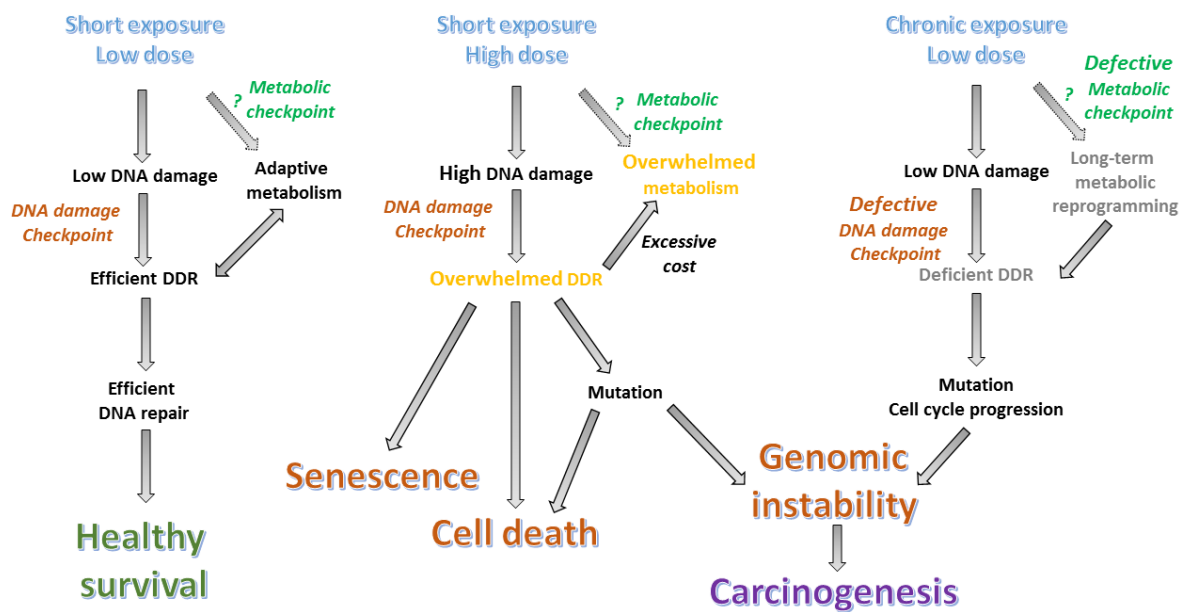 Short exposure
Low dose
?
Metabolic
checkpoint
Low DNA damage
Adaptive
metabolism
DNA damage
Checkpoint
Efficient DDR
Efficient
DNA repair
Healthy
survival
Short exposure
High dose
?
Metabolic
checkpoint
High DNA damage
Overwhelmed
metabolism
DNA damage
Checkpoint
Excessive
cost
Overwhelmed DDR
Mutation
Senescence
Cell death
Chronic exposure
Low dose
?
Defective
Metabolic
checkpoint
Low DNA damage
Long-term
metabolic
reprogramming
Defective
DNA damage
Checkpoint
Deficient DDR
Mutation
Cell cycle progression
Genomic
instability
Carcinogenesis